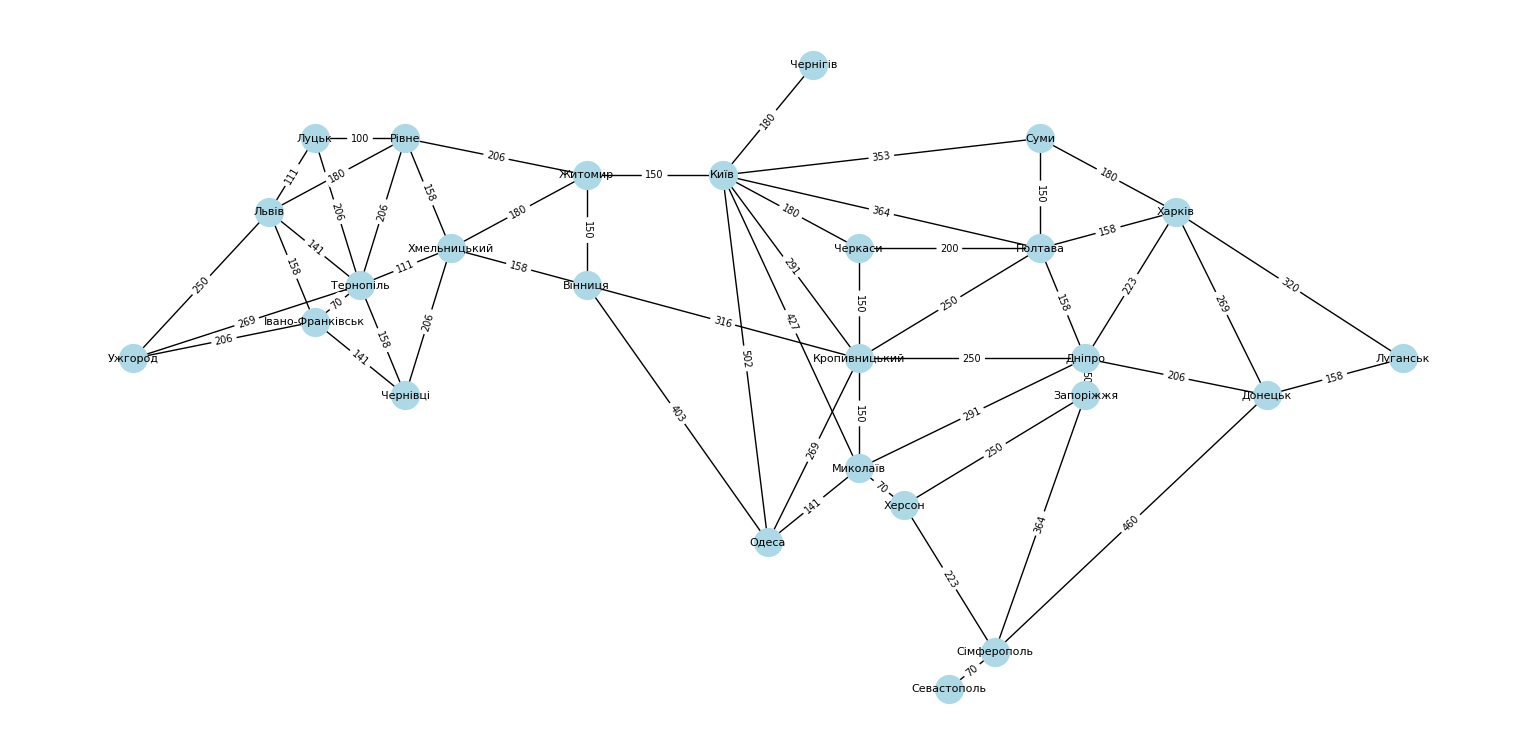 Чернігів
180
Луцьк
100
Рівне
Суми
206
353
Житомир
150
Київ
111
180
180
158
150
Львів
206
206
180
180
364
Харків
141
111
Хмельницький
150
Черкаси
200
Полтава
158
158
158
291
250
Тернопіль
Вінниця
223
320
70
150
250
158
269
269
Івано-Франківськ
206
316
427
206
158
141
Ужгород
502
Кропивницький
250
Дніпро
Луганськ
50
206
158
Чернівці
Запоріжжя
Донецьк
403
150
291
269
250
Миколаїв
70
141
Херсон
364
460
Одеса
223
Сімферополь
70
Севастополь